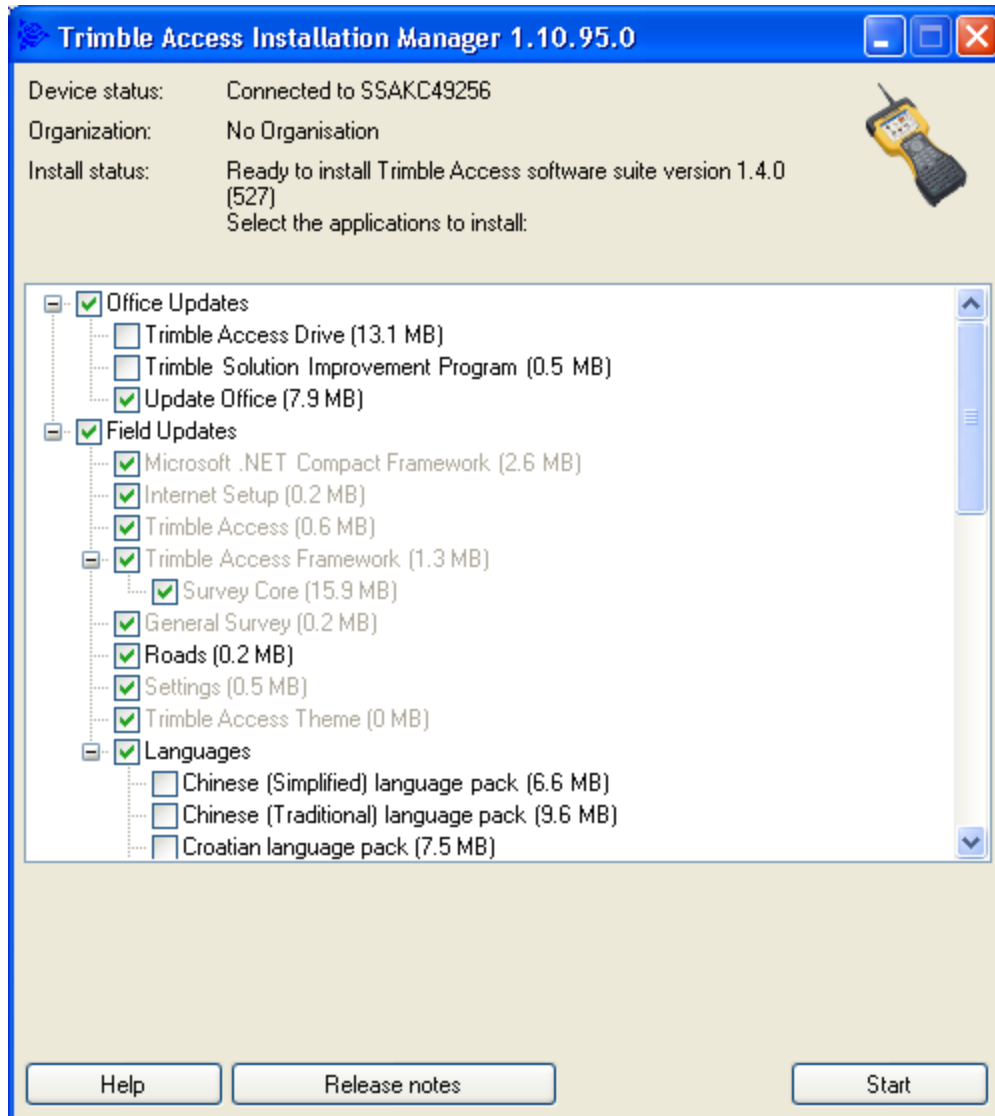 Trimble Access Installation Manager 1.10.95.0
Device status: Connected to SSAKC49256
Organization: No Organisation
Install status: Ready to install Trimble Access software suite version 1.4.0
(527)
Select the applications to install:
Office Updates
Trimble Access Drive (13.1 MB)
Trimble Solution Improvement Program (0.5 MB)
Update Office (7.9 MB)
Field Updates
Microsoft .NET Compact Framework (2.6 MB)
Internet Setup (0.2 MB)
Trimble Access (0.6 MB)
Trimble Access Framework (1.3 MB)
Survey Core (15.9 MB)
General Survey (0.2 MB)
Roads (0.2 MB)
Settings (0.5 MB)
Trimble Access Theme (0 MB)
Languages
Chinese (Simplified) language pack (6.6 MB)
Chinese (Traditional) language pack (9.6 MB)
Croatian language pack (7.5 MB)
Help Release notes Start